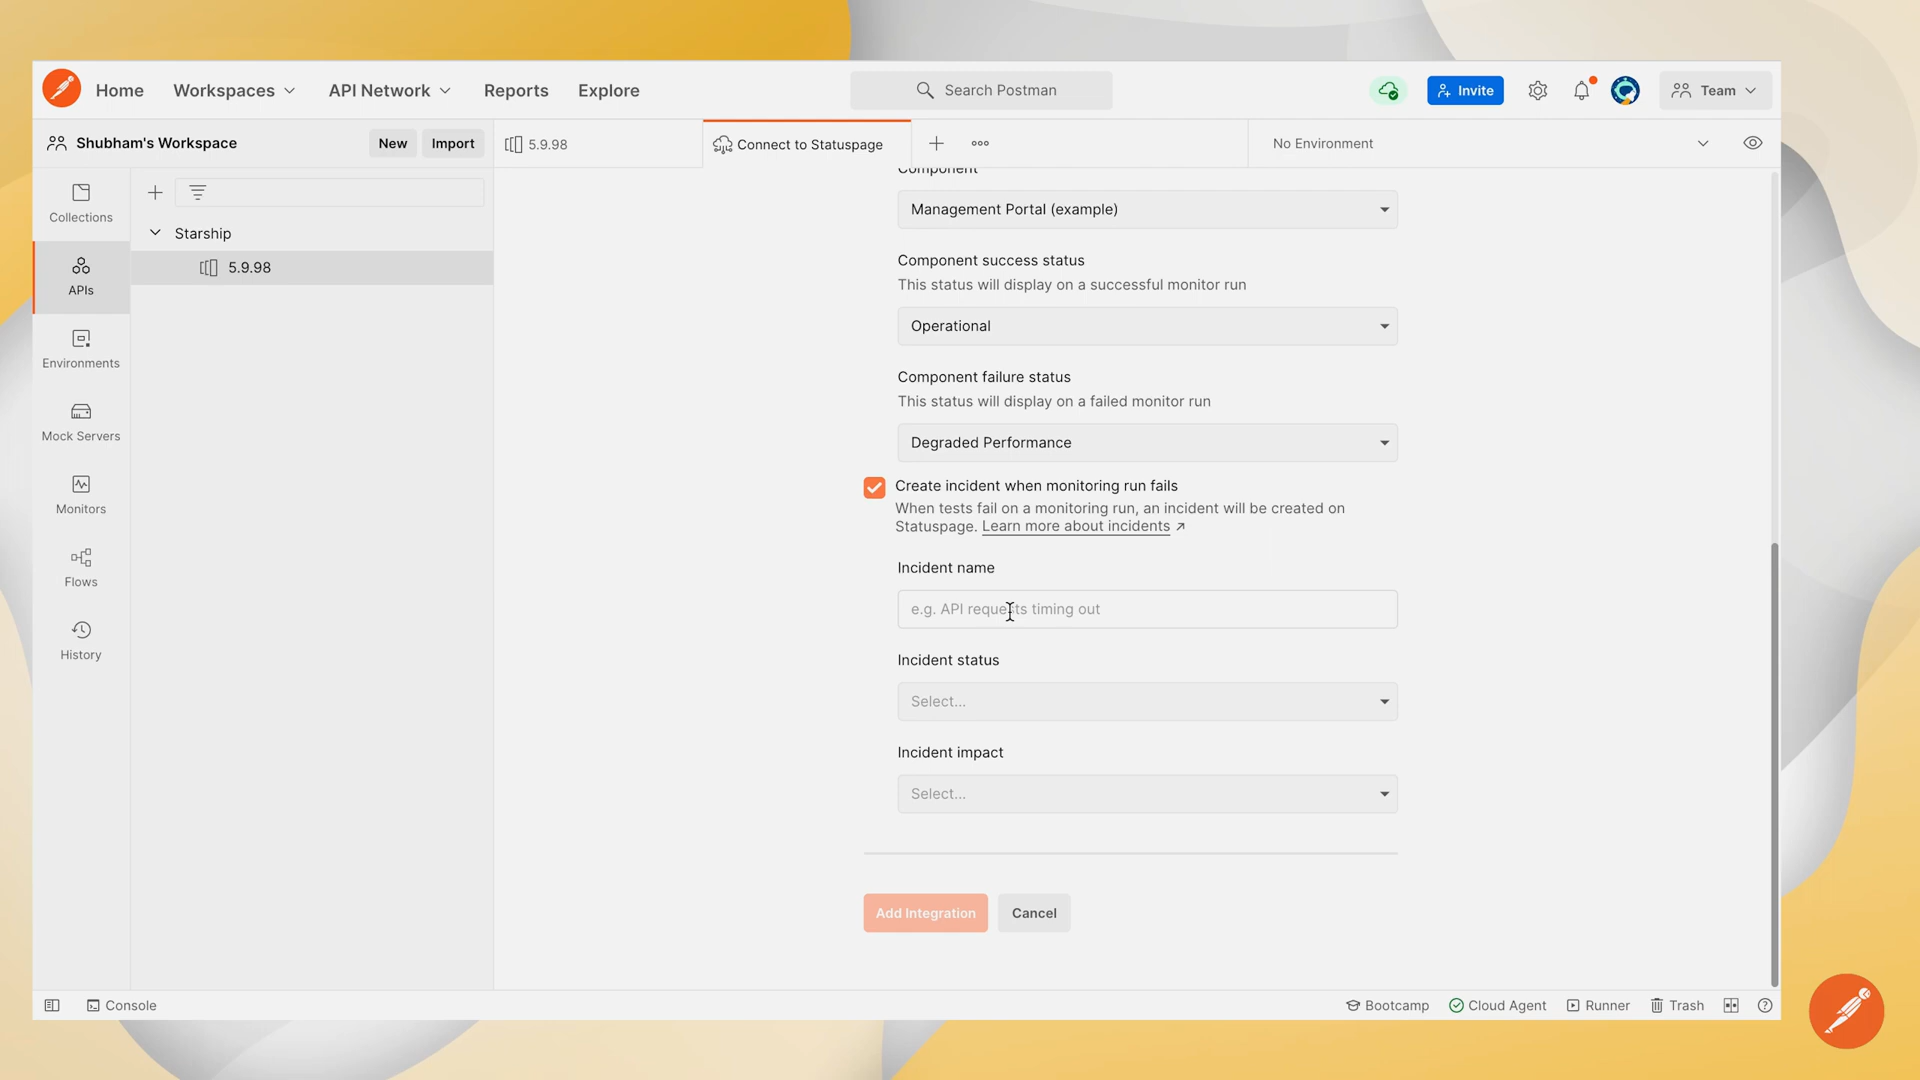 Home
Workspaces
API Network
Reports
Explore
Search Postman
Invite
Team
Shubham's Workspace
New
Import
5.9.98
Connect to Statuspage
No Environment
Collections
APIs
Environments
Mock Servers
Monitors
Flows
History
Starship
5.9.98
Component
Management Portal (example)
Component success status
This status will display on a successful monitor run
Operational
Component failure status
This status will display on a failed monitor run
Degraded Performance
Create incident when monitoring run fails
When tests fail on a monitoring run, an incident will be created on
Statuspage. Learn more about incidents ↗
Incident name
e.g. API requests timing out
Incident status
Select...
Incident impact
Select...
Add Integration
Cancel
Console
Bootcamp
Cloud Agent
Runner
Trash